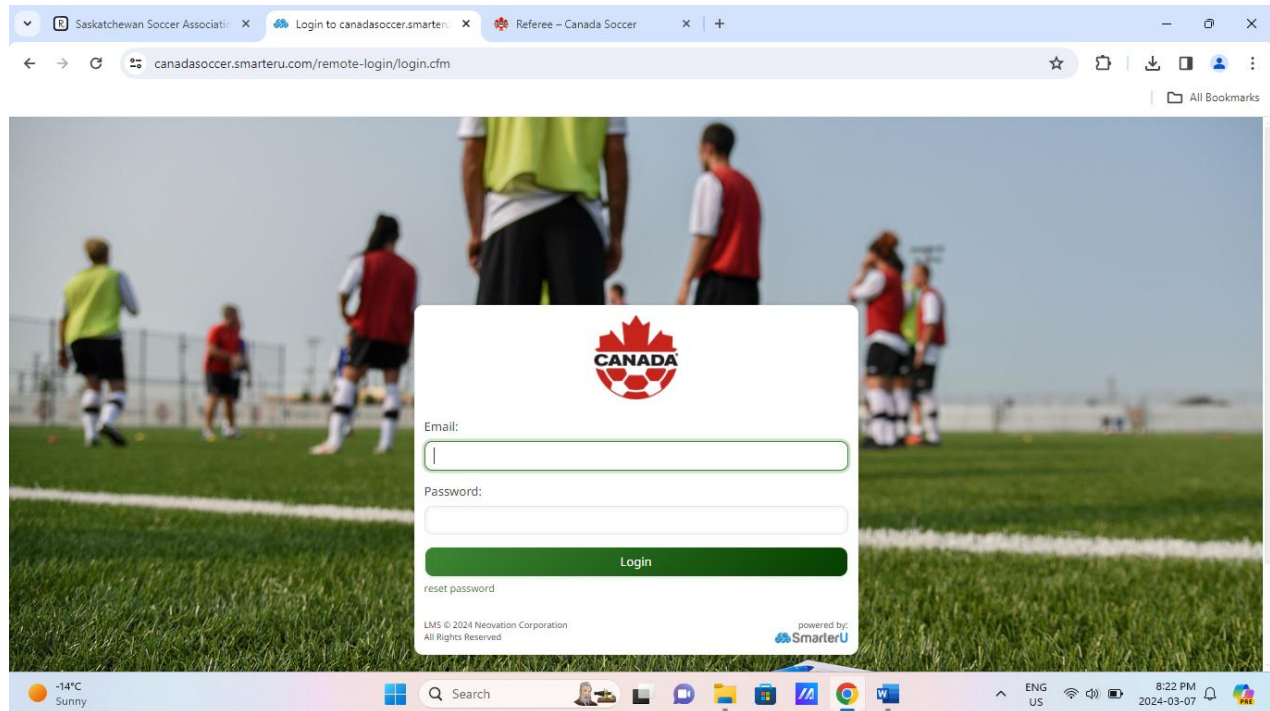 Saskatchewan Soccer Associatio
Login to canadasoccer.smarteru.
Referee – Canada Soccer
canadasoccer.smarteru.com/remote-login/login.cfm
All Bookmarks
CANADA
Email:
Password:
Login
reset password
LMS © 2024 Neovation Corporation
All Rights Reserved
powered by:
SmarterU
-14°C
Sunny
Search
ENG
US
8:22 PM
2024-03-07
PRE